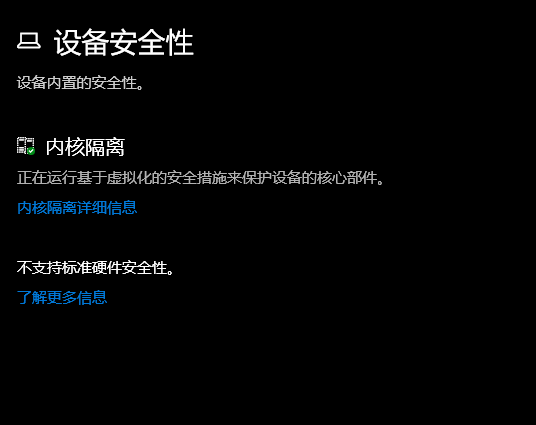 设备安全性
设备内置的安全性。
内核隔离
正在运行基于虚拟化的安全措施来保护设备的核心部件。
内核隔离详细信息
不支持标准硬件安全性。
了解更多信息